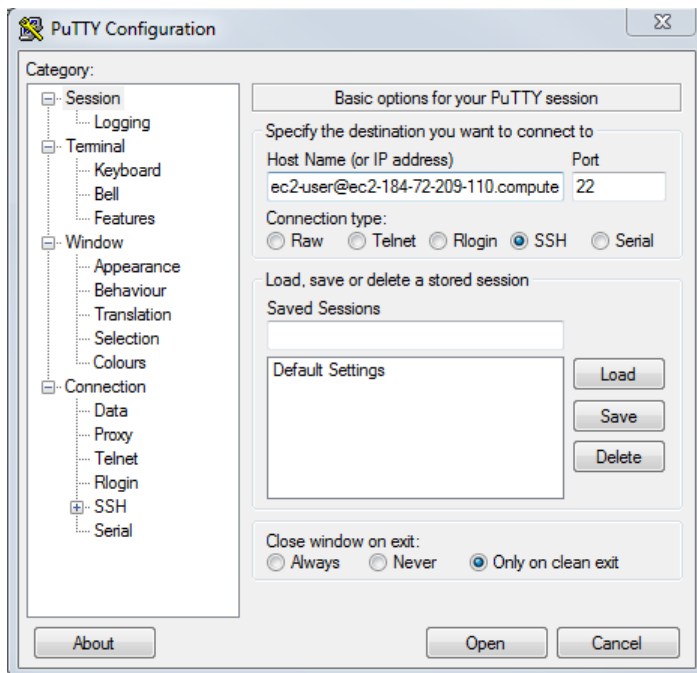 PuTTY Configuration
Category:
Session
Logging
Terminal
Keyboard
Bell
Features
Window
Appearance
Behaviour
Translation
Selection
Colours
Connection
Data
Proxy
Telnet
Rlogin
SSH
Serial
Basic options for your PuTTY session
Specify the destination you want to connect to
Host Name (or IP address) Port
ec2-user@ec2-184-72-209-110.compute 22
Connection type:
Raw Telnet Rlogin SSH Serial
Load, save or delete a stored session
Saved Sessions
Default Settings
Load
Save
Delete
Close window on exit:
Always Never Only on clean exit
About Open Cancel